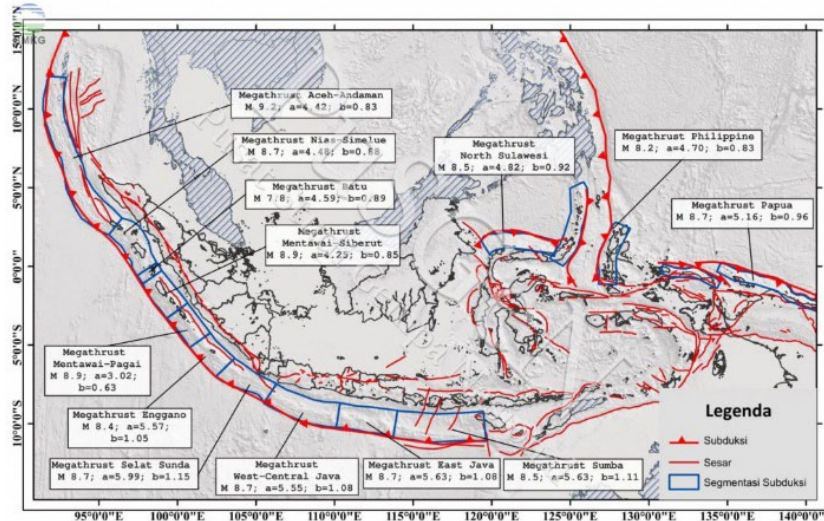 MKG
15°0'0"N
10°0'0"N
5°0'0"N
0°0'0"
5°0'0"S
10°0'0"S
Megathrust Aceh-Andaman
M 9.2; a=4.42; b=0.83
Megathrust Nias-Simelue
M 8.7; a=4.48; b=0.88
Megathrust Batu
M 7.8; a=4.59; b=0.89
Megathrust
Mentawai-Siberut
M 8.9; a=4.25; b=0.85
Megathrust
North Sulawesi
M 8.5; a=4.82; b=0.92
Megathrust Philippine
M 8.2; a=4.70; b=0.83
Megathrust Papua
M 8.7; a=5.16; b=0.96
Megathrust
Mentawai-Pagai
M 8.9; a=3.02;
b=0.63
Megathrust Enggano
M 8.4; a=5.57;
b=1.05
Megathrust Selat Sunda
M 8.7; a=5.99; b=1.15
Megathrust
West-Central Java
M 8.7; a=5.55; b=1.08
Megathrust East Java
M 8.7; a=5.63; b=1.08
Megathrust Sumba
M 8.5; a=5.63; b=1.11
Legenda
Subduksi
Sesar
Segmentasi Subduksi
95°0'0"E
100°0'0"E
105°0'0"E
110°0'0"E
115°0'0"E
120°0'0"E
125°0'0"E
130°0'0"E
135°0'0"E
140°0'0"E